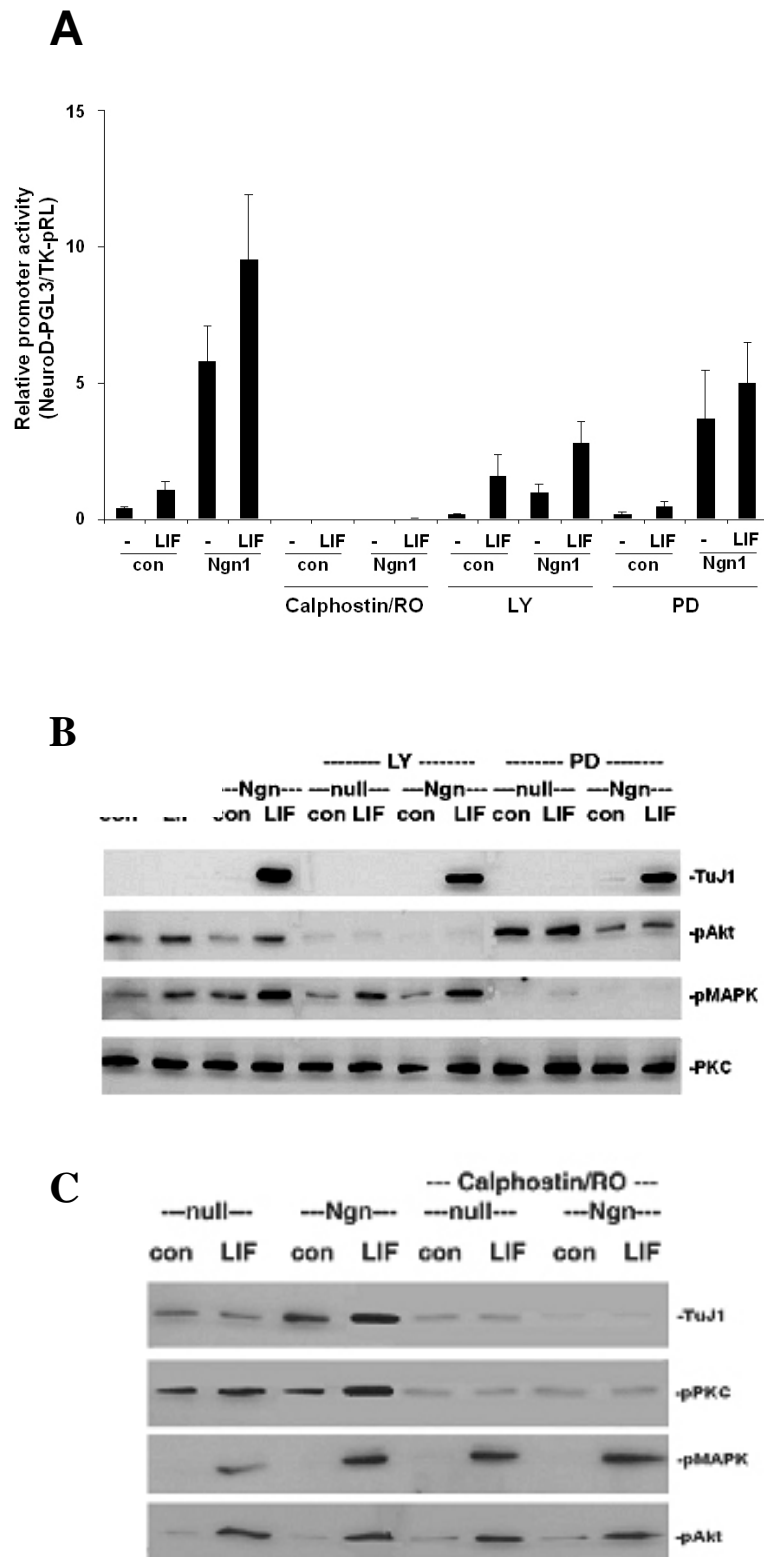 A
Relative promoter activity
(NeuroD-PGL3/TK-pRL)
15
10
5
0
- LIF - LIF - LIF - LIF - LIF - LIF - LIF - LIF
con Ngn1 con Ngn1 con Ngn1 con Ngn1
Calphostin/RO LY PD
B
-------- LY -------- -------- PD --------
---Ngn--- ---null--- ---Ngn--- ---null--- ---Ngn---
con LIF con LIF con LIF con LIF con LIF con LIF
-TuJ1
-pAkt
-pMAPK
-PKC
C
--- Calphostin/RO ---
---null--- ---Ngn--- ---null--- ---Ngn---
con LIF con LIF con LIF con LIF
-TuJ1
-pPKC
-pMAPK
-pAkt